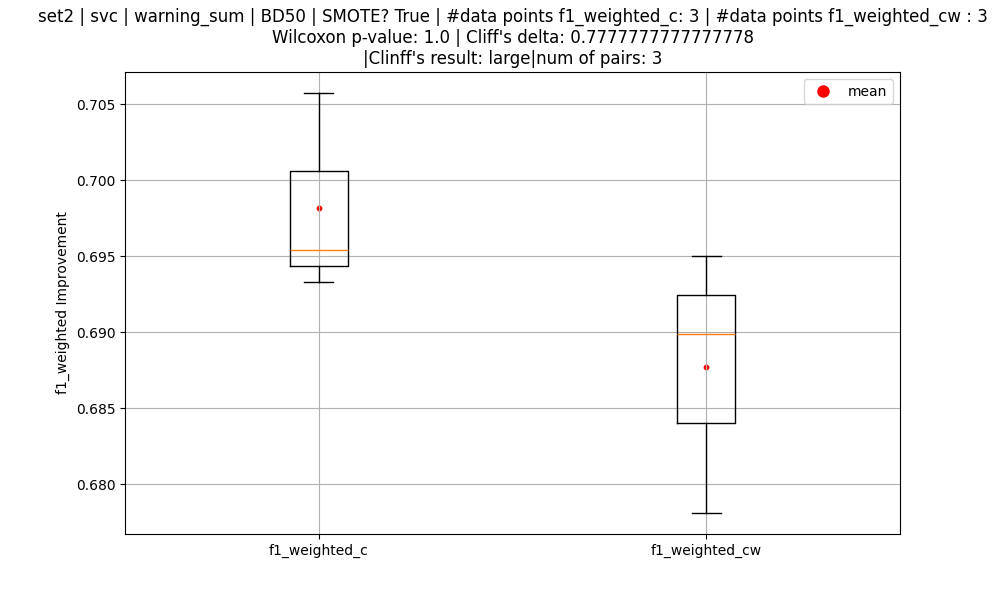 set2 | svc | warning_sum | BD50 | SMOTE? True | #data points f1_weighted_c: 3 | #data points f1_weighted_cw : 3
Wilcoxon p-value: 1.0 | Cliff's delta: 0.7777777777777778
|Clinff's result: large|num of pairs: 3
mean
0.705
0.700
0.695
0.690
0.685
0.680
f1_weighted Improvement
f1_weighted_c
f1_weighted_cw